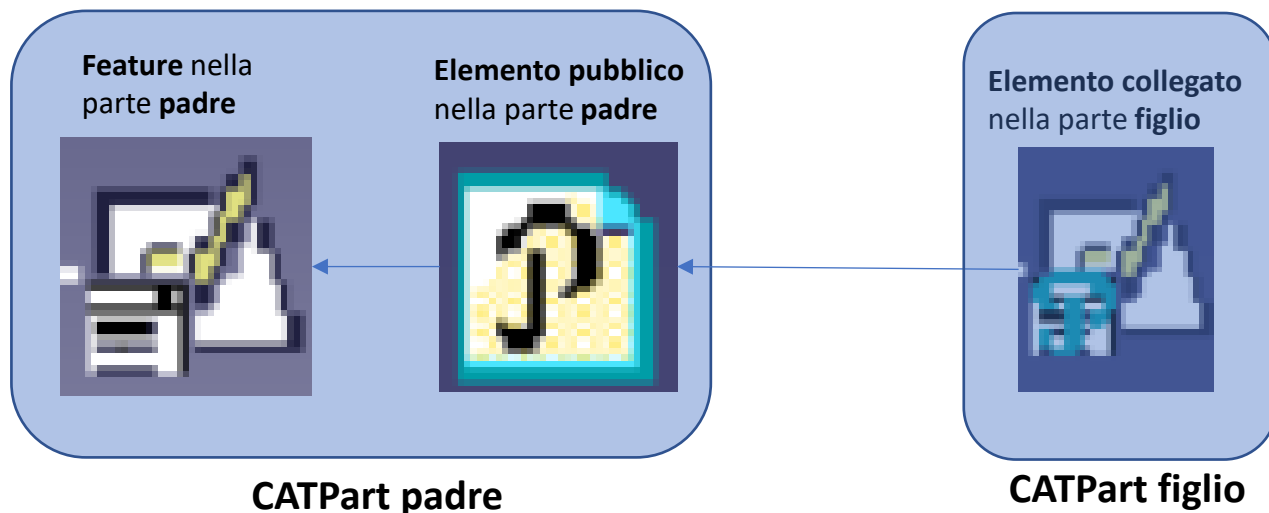 Feature nella
parte padre
Elemento pubblico
nella parte padre
Elemento collegato
nella parte figlio
CATPart padre
CATPart figlio